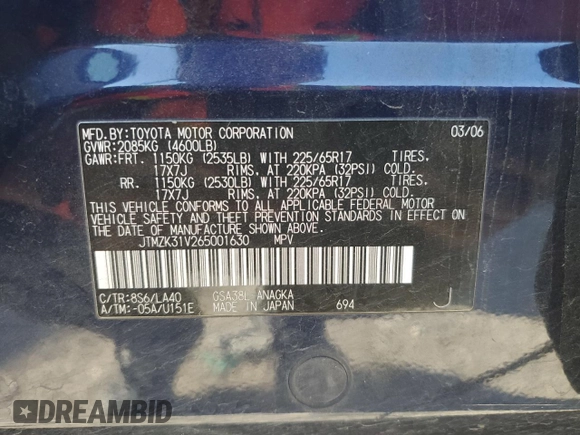 MFD.BY:TOYOTA MOTOR CORPORATION 03/06
GVWR:2085KG (4600LB)
GAWR:FRT. 1150KG (2535LB) WITH 225/65R17 TIRES,
17X7J RIMS, AT 220KPA (32PSI) COLD.
RR. 1150KG (2530LB) WITH 225/65R17 TIRES,
17X7J RIMS, AT 220KPA (32PSI) COLD.
THIS VEHICLE CONFORMS TO ALL APPLICABLE FEDERAL MOTOR
VEHICLE SAFETY AND THEFT PREVENTION STANDARDS IN EFFECT
ON THE DATE OF MANUFACTURE SHOWN ABOVE.
JTMZK31V265001630 MPV
C/TR:8S6/LA40 GSA38L ANAGKA
A/TM:-05A/U151E MADE IN JAPAN 694 J
DREAMBID